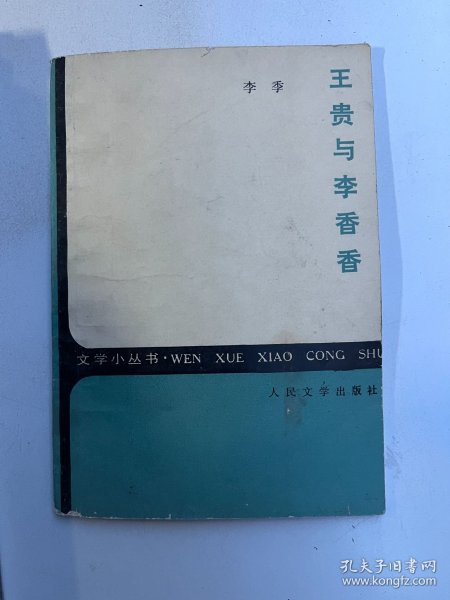 李季
王贵与李香香
文学小丛书·WEN XUE XIAO CONG SHU
人民文学出版社
孔夫子旧书网
www.kongfz.com